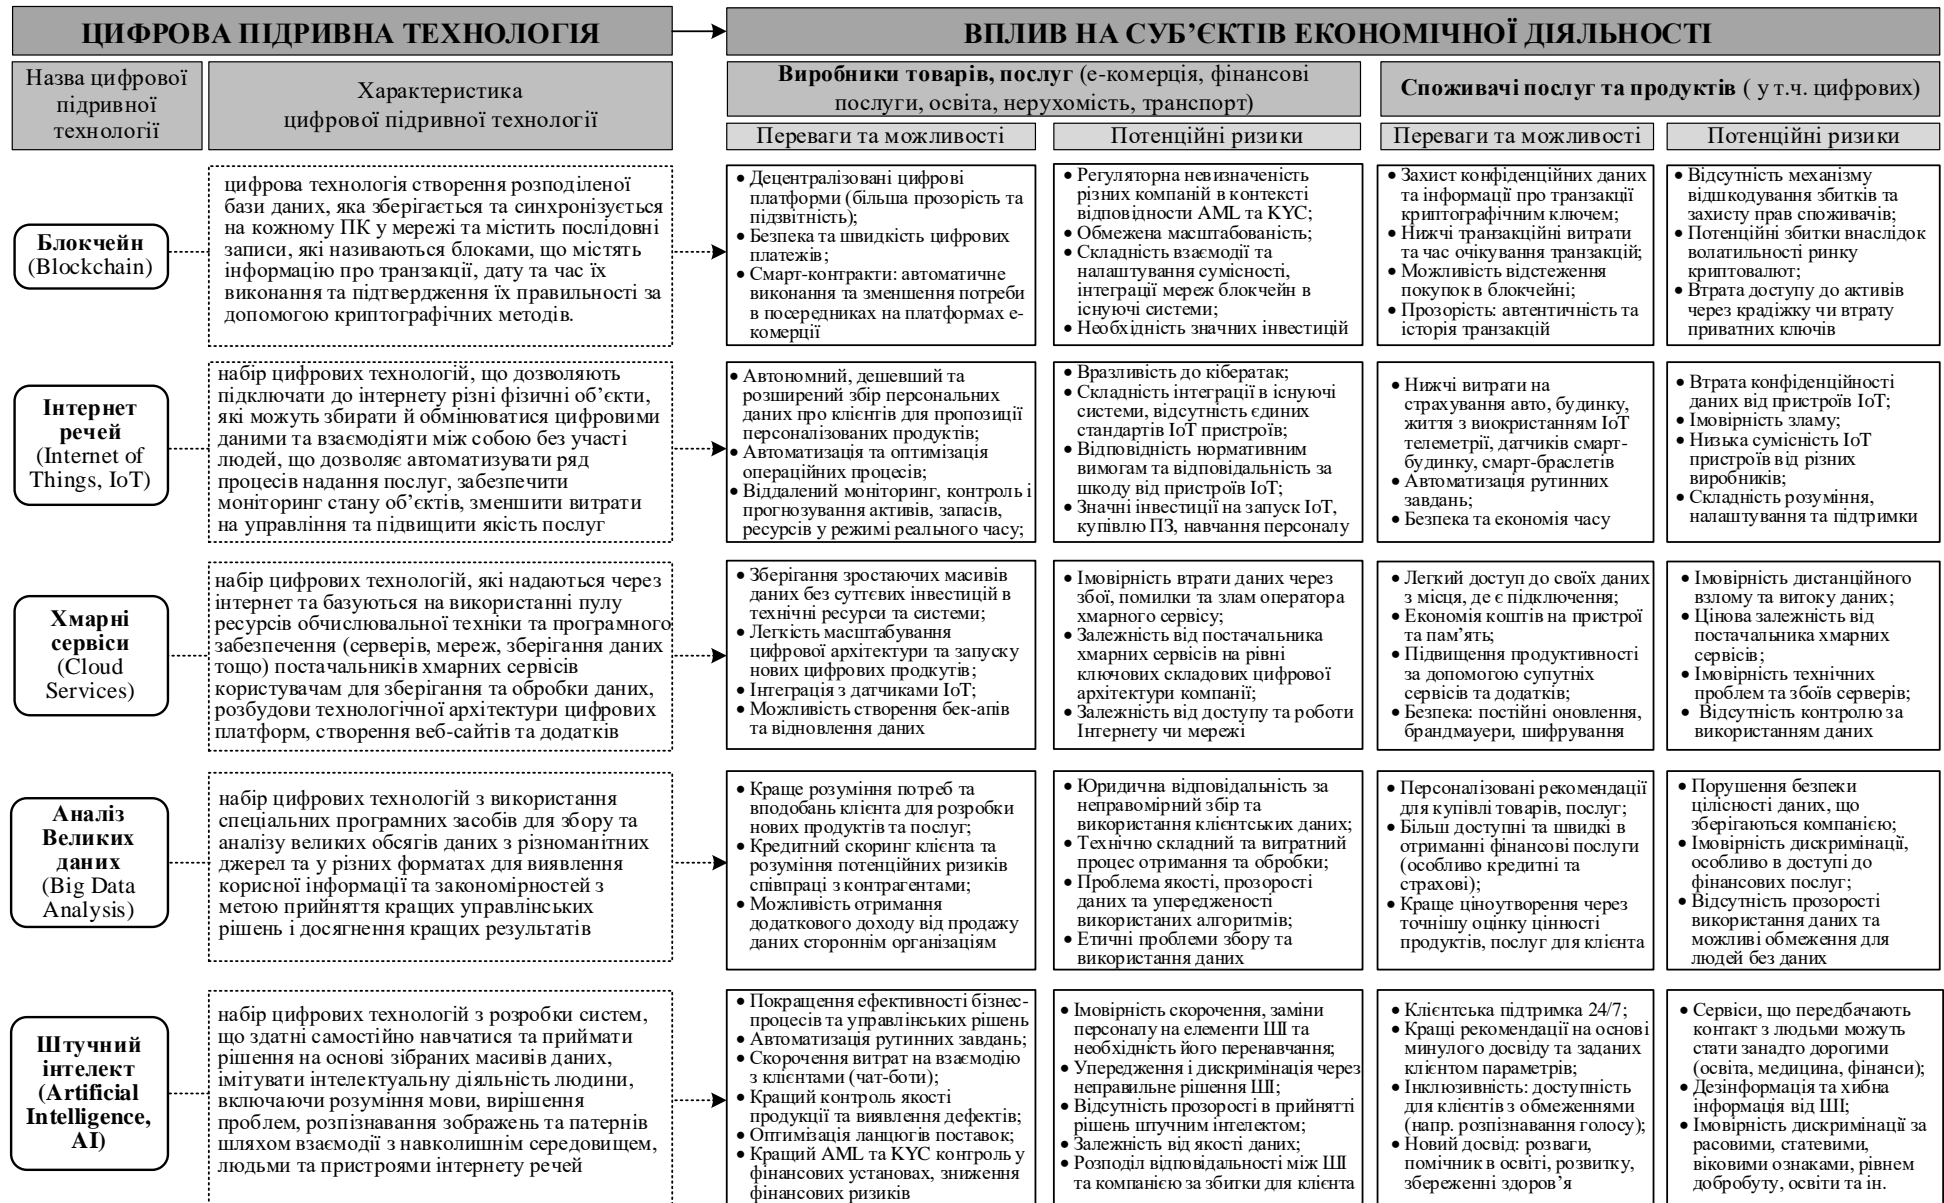 ЦИФРОВА ПІДРИВНА ТЕХНОЛОГІЯ
ВПЛИВ НА СУБ’ЄКТІВ ЕКОНОМІЧНОЇ ДІЯЛЬНОСТІ
Назва цифрової
підривної
технології
Характеристика
цифрової підривної технології
Виробники товарів, послуг (е-комерція, фінансові
послуги, освіта, нерухомість, транспорт)
Споживачі послуг та продуктів ( у т.ч. цифрових)
Переваги та можливості
Потенційні ризики
Переваги та можливості
Потенційні ризики
Блокчейн
(Blockchain)
цифрова технологія створення розподіленої
бази даних, яка зберігається та синхронізується
на кожному ПК у мережі та містить послідовні
записи, які називаються блоками, що містять
інформацію про транзакції, дату та час їх
виконання та підтвердження їх правильності за
допомогою криптографічних методів.
• Децентралізовані цифрові
платформи (більша прозорість та
підзвітність);
• Безпека та швидкість цифрових
платежів;
• Смарт-контракти: автоматичне
виконання та зменшення потреби
в посередниках на платформах е-
комерції
• Регуляторна невизначеність
різних компаній в контексті
відповідности AML та KYC;
• Обмежена масштабованість;
• Складність взаємодії та
налаштування сумісності,
інтеграції мереж блокчейн в
існуючі системи;
• Необхідність значних інвестицій
• Захист конфіденційних даних
та інформації про транзакції
криптографічним ключем;
• Нижчі транзакційні витрати
та час очікування транзакцій;
• Можливість відстеження
покупок в блокчейні;
• Прозорість: автентичність та
історія транзакцій
• Відсутність механізму
відшкодування збитків та
захисту прав споживачів;
• Потенційні збитки внаслідок
волатильності ринку
криптовалют;
• Втрата доступу до активів
через крадіжку чи втрату
приватних ключів
Інтернет
речей
(Internet of
Things, IoT)
набір цифрових технологій, що дозволяють
підключати до інтернету різні фізичні об’єкти,
які можуть збирати й обмінюватися цифровими
даними та взаємодіяти між собою без участі
людей, що дозволяє автоматизувати ряд
процесів надання послуг, забезпечити
моніторинг стану об’єктів, зменшити витрати
на управління та підвищити якість послуг
• Автономний, дешевший та
розширений збір персональних
даних про клієнтів для пропозиції
персоналізованих продуктів;
• Автоматизація та оптимізація
операційних процесів;
• Віддалений моніторинг, контроль і
прогнозування активів, запасів,
ресурсів у режимі реального часу;
• Вразливість до кібератак;
• Складність інтеграції в існуючі
системи, відсутність єдиних
стандартів IoT пристроїв;
• Відповідність нормативним
вимогам та відповідальність за
шкоду від пристроїв IoT;
• Значні інвестиції на запуск IoT,
купівлю ПЗ, навчання персоналу
• Нижчі витрати на
страхування авто, будинку,
життя з виокристанням IoT
телеметрії, датчиків смарт-
будинку, смарт-браслетів
• Автоматизація рутинних
завдань;
• Безпека та економія часу
• Втрата конфіденційності
даних від пристроїв IoT;
• Імовірність зламу;
• Низька сумісність IoT
пристроїв від різних
виробників;
• Складність розуміння,
налаштування та підтримки
Хмарні
сервіси
(Cloud
Services)
набір цифрових технологій, які надаються через
інтернет та базуються на використанні пулу
ресурсів обчислювальної техніки та програмного
забезпечення (серверів, мереж, зберігання даних
тощо) постачальників хмарних сервісів
користувачам для зберігання та обробки даних,
розбудови технологічної архітектури цифрових
платформ, створення веб-сайтів та додатків
• Зберігання зростаючих масивів
даних без суттєвих інвестицій в
технічні ресурси та системи;
• Легкість масштабування
цифрової архітектури та запуску
нових цифрових продкутів;
• Інтеграція з датчиками IoT;
• Можливість створення бек-апів
та відновлення даних
• Імовірність втрати даних через
збої, помилки та злам оператора
хмарного сервісу;
• Залежність від постачальника
хмарних сервісів на рівні
ключових складових цифрової
архітектури компанії;
• Залежність від доступу та роботи
Інтернету чи мережі
• Легкий доступ до своїх даних
з місця, де є підключення;
• Економія коштів на пристрої
та пам’ять;
• Підвищення продуктивності
за допомогою супутніх
сервісів та додатків;
• Безпека: постійні оновлення,
брандмауери, шифрування
• Імовірність дистанційного
взлому та витоку даних;
• Цінова залежність від
постачальника хмарних
сервісів;
• Імовірність технічних
проблем та збоїв серверів;
• Відсутність контролю за
використанням даних
Аналіз
Великих
даних
(Big Data
Analysis)
набір цифрових технологій з використання
спеціальних програмних засобів для збору та
аналізу великих обсягів даних з різноманітних
джерел та у різних форматах для виявлення
корисної інформації та закономірностей з
метою прийняття кращих управлінських
рішень і досягнення кращих результатів
• Краще розуміння потреб та
вподобань клієнта для розробки
нових продуктів та послуг;
• Кредитний скоринг клієнта та
розуміння потенційних ризиків
співпраці з контрагентами;
• Можливість отримання
додаткового доходу від продажу
даних стороннім організаціям
• Юридична відповідальність за
неправомірний збір та
використання клієнтських даних;
• Технічно складний та витратний
процес отримання та обробки;
• Проблема якості, прозорості
даних та упередженості
використаних алгоритмів;
• Етичні проблеми збору та
використання даних
• Персоналізовані рекомендації
для купівлі товарів, послуг;
• Більш доступні та швидкі в
отриманні фінансові послуги
(особливо кредитні та
страхові);
• Краще ціноутворення через
точнішу оцінку цінності
продуктів, послуг для клієнта
• Порушення безпеки
цілісності даних, що
зберігаються компанією;
• Імовірність дискримінації,
особливо в доступі до
фінансових послуг;
• Відсутність прозорості
використання даних та
можливі обмеження для
людей без даних
Штучний
інтелект
(Artificial
Intelligence,
AI)
набір цифрових технологій з розробки систем,
що здатні самостійно навчатися та приймати
рішення на основі зібраних масивів даних,
імітувати інтелектуальну діяльність людини,
включаючи розуміння мови, вирішення
проблем, розпізнавання зображень та патернів
шляхом взаємодії з навколишнім середовищем,
людьми та пристроями інтернету речей
• Покращення ефективності бізнес-
процесів та управлінських рішень
• Автоматизація рутинних завдань;
• Скорочення витрат на взаємодію
з клієнтами (чат-боти);
• Кращий контроль якості
продукції та виявлення дефектів;
• Оптимізація ланцюгів поставок;
• Кращий AML та KYC контроль у
фінансових установах, зниження
фінансових ризиків
• Імовірність скорочення, заміни
персоналу на елементи ШІ та
необхідність його перенавчання;
• Упередження і дискримінація через
неправильне рішення ШІ;
• Відсутність прозорості в прийнятті
рішень штучним інтелектом;
• Залежність від якості даних;
• Розподіл відповідальності між ШІ
та компанією за збитки для клієнта
• Клієнтська підтримка 24/7;
• Кращі рекомендації на основі
минулого досвіду та заданих
клієнтом параметрів;
• Інклюзивність: доступність
для клієнтів з обмеженнями
(напр. розпізнавання голосу);
• Новий досвід: розваги,
помічник в освіті, розвитку,
збереженні здоров’я
• Сервіси, що передбачають
контакт з людьми можуть
стати занадто дорогими
(освіта, медицина, фінанси);
• Дезінформація та хибна
інформація від ШІ;
• Імовірність дискримінації за
расовими, статевими,
віковими ознаками, рівнем
добробуту, освіти та ін.